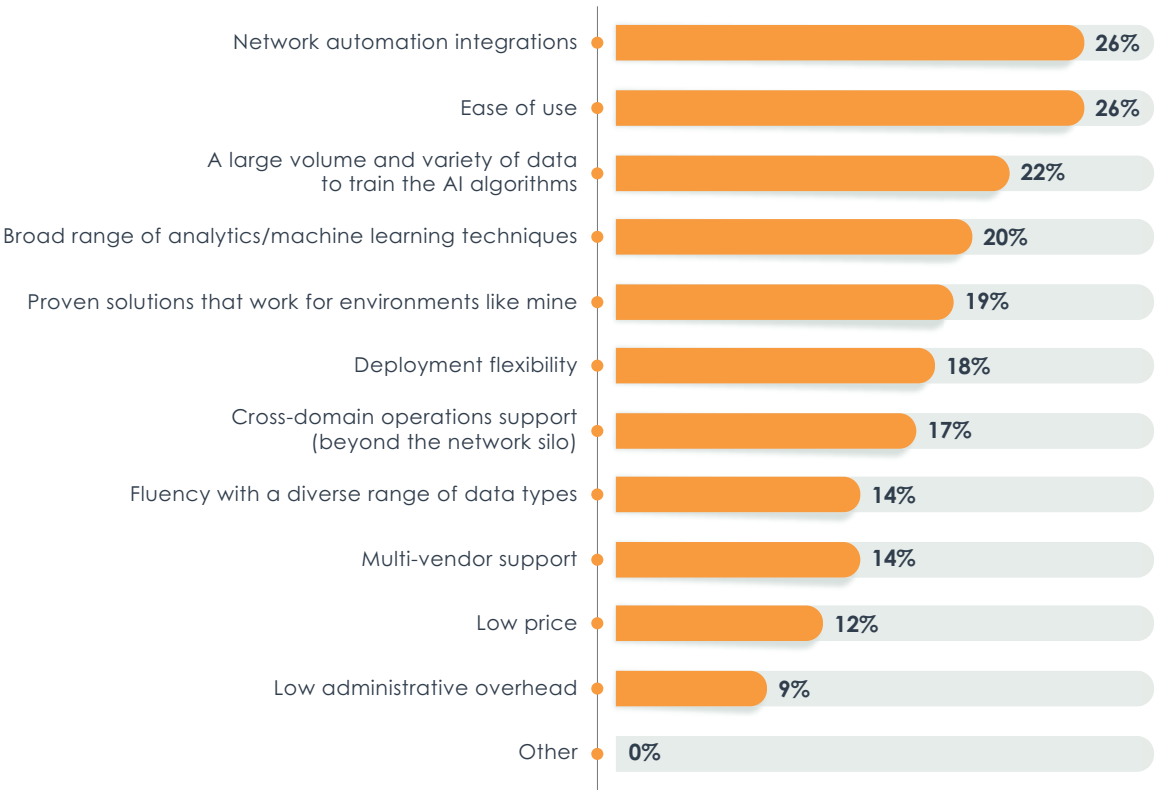 Network automation integrations
26%
Ease of use
26%
A large volume and variety of data
to train the AI algorithms
22%
Broad range of analytics/machine learning techniques
20%
Proven solutions that work for environments like mine
19%
Deployment flexibility
18%
Cross-domain operations support
(beyond the network silo)
17%
Fluency with a diverse range of data types
14%
Multi-vendor support
14%
Low price
12%
Low administrative overhead
9%
Other
0%